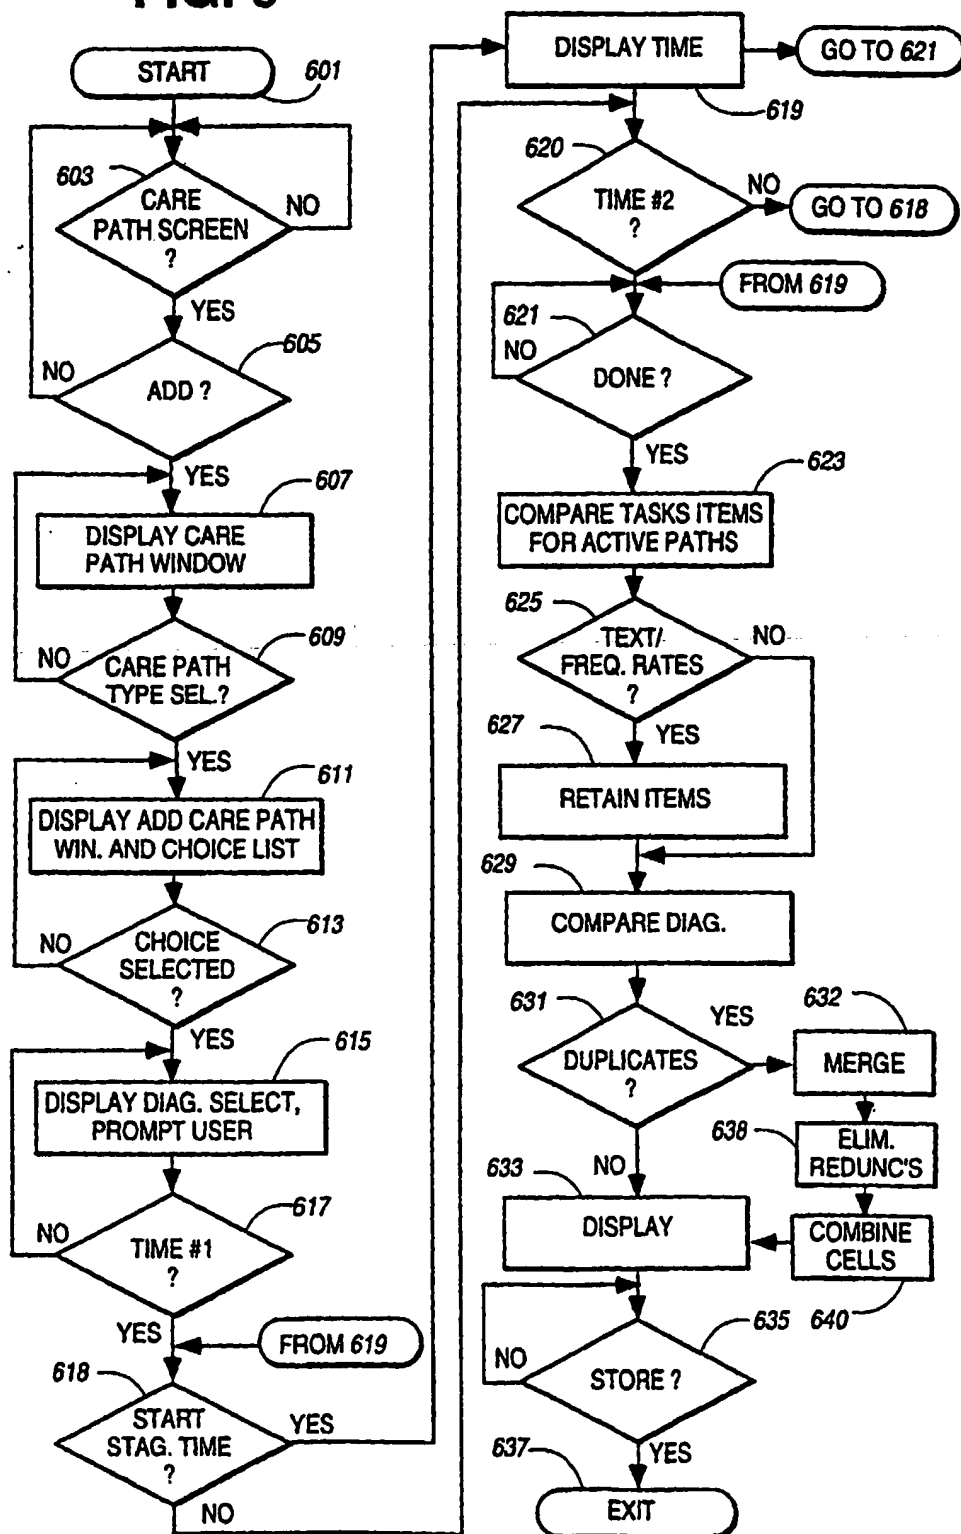 START
601
603
CARE
PATH SCREEN
?
NO
YES
605
NO
ADD ?
YES
607
DISPLAY CARE
PATH WINDOW
609
NO
CARE PATH
TYPE SEL.?
YES
611
DISPLAY ADD CARE PATH
WIN. AND CHOICE LIST
613
NO
CHOICE
SELECTED
?
YES
615
DISPLAY DIAG. SELECT,
PROMPT USER
617
NO
TIME #1
?
YES
FROM 619
618
START
STAG. TIME
?
YES
NO
DISPLAY TIME
GO TO 621
619
620
TIME #2
?
NO
GO TO 618
FROM 619
621
NO
DONE ?
YES
623
COMPARE TASKS ITEMS
FOR ACTIVE PATHS
625
TEXT/
FREQ. RATES
?
NO
YES
627
RETAIN ITEMS
629
COMPARE DIAG.
631
DUPLICATES
?
YES
632
MERGE
638
ELIM.
REDUNC'S
NO
633
DISPLAY
COMBINE
CELLS
640
635
NO
STORE ?
YES
637
EXIT